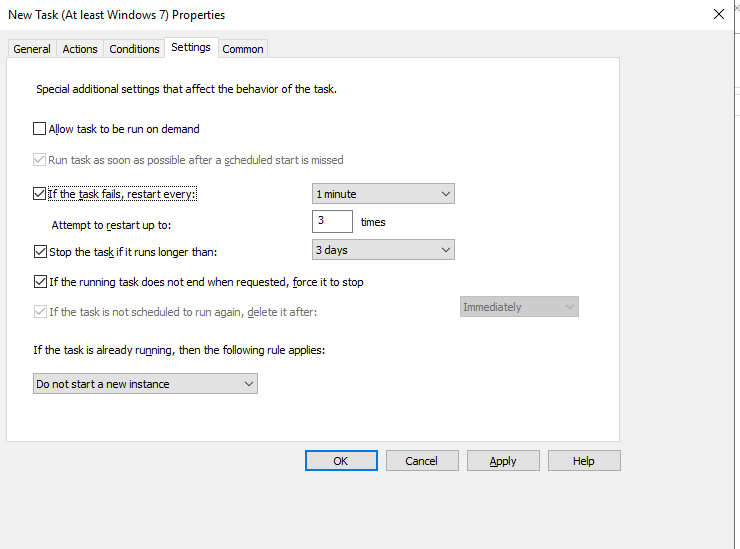 New Task (At least Windows 7) Properties
General Actions Conditions Settings Common
Special additional settings that affect the behavior of the task.
Allow task to be run on demand
Run task as soon as possible after a scheduled start is missed
If the task fails, restart every: 1 minute
Attempt to restart up to: 3 times
Stop the task if it runs longer than: 3 days
If the running task does not end when requested, force it to stop
If the task is not scheduled to run again, delete it after: Immediately
If the task is already running, then the following rule applies:
Do not start a new instance
OK Cancel Apply Help